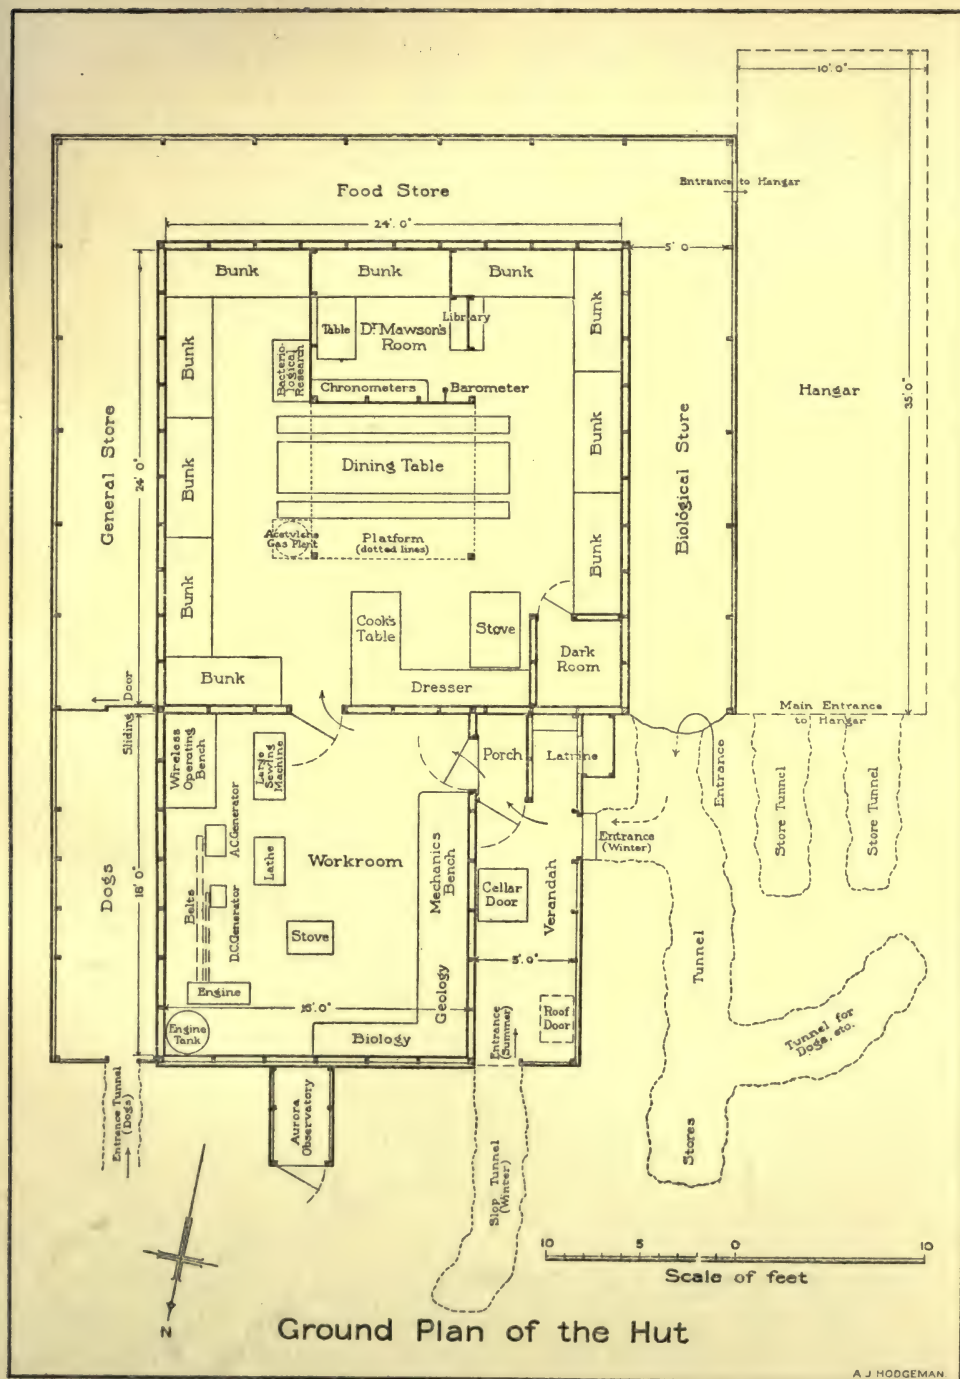 10'. 0"
Food Store
Entrance to Hangar
24'. 0"
5' 0
Bunk
Bunk
Bunk
Bunk
Library
Table
Dr Mawson's
Room
Bunk
Bacterio-
logical
Research
Chronometers
Barometer
Hangar
35'. 0"
General Store
24' 0"
Bunk
Bunk
Biological Store
Dining Table
Bunk
Acetylene
Gas Plant
Platform
(dotted lines)
Bunk
Cook's
Table
Stove
Dark
Room
Bunk
Dresser
Sliding Door
Main Entrance
to Hangar
Wireless
Operating
Bench
Large
Sewing
Machine
Porch
Latrine
Entrance
Store Tunnel
Store Tunnel
A.C. Generator
Lathe
Workroom
Mechanics
Bench
Entrance
(Winter)
Dogs
16'. 0"
Belts
D.C. Generator
Cellar
Door
Verandah
Stove
Tunnel
5'. 0"
Engine
16'. 0"
Geology
Entrance
(Summer)
Roof
Door
Engine
Tank
Biology
Tunnel for
Dogs, etc.
Entrance Tunnel
(Dogs)
Aurora
Observatory
Slop Tunnel
(Winter)
Stores
N
10 5 0 10
Scale of feet
Ground Plan of the Hut
A J HODGEMAN.